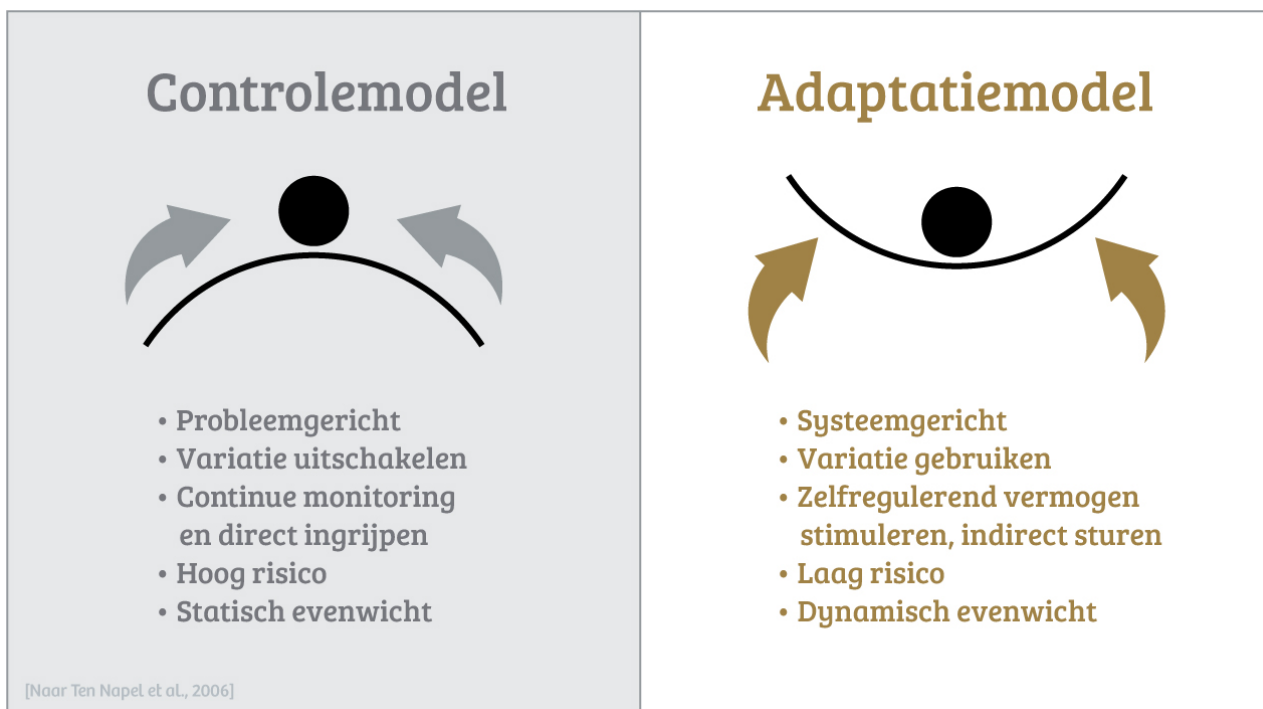 Controlemodel
• Probleemgericht
• Variatie uitschakelen
• Continue monitoring
en direct ingrijpen
• Hoog risico
• Statisch evenwicht
[Naar Ten Napel et al., 2006]
Adaptatiemodel
• Systeemgericht
• Variatie gebruiken
• Zelfregulerend vermogen
stimuleren, indirect sturen
• Laag risico
• Dynamisch evenwicht